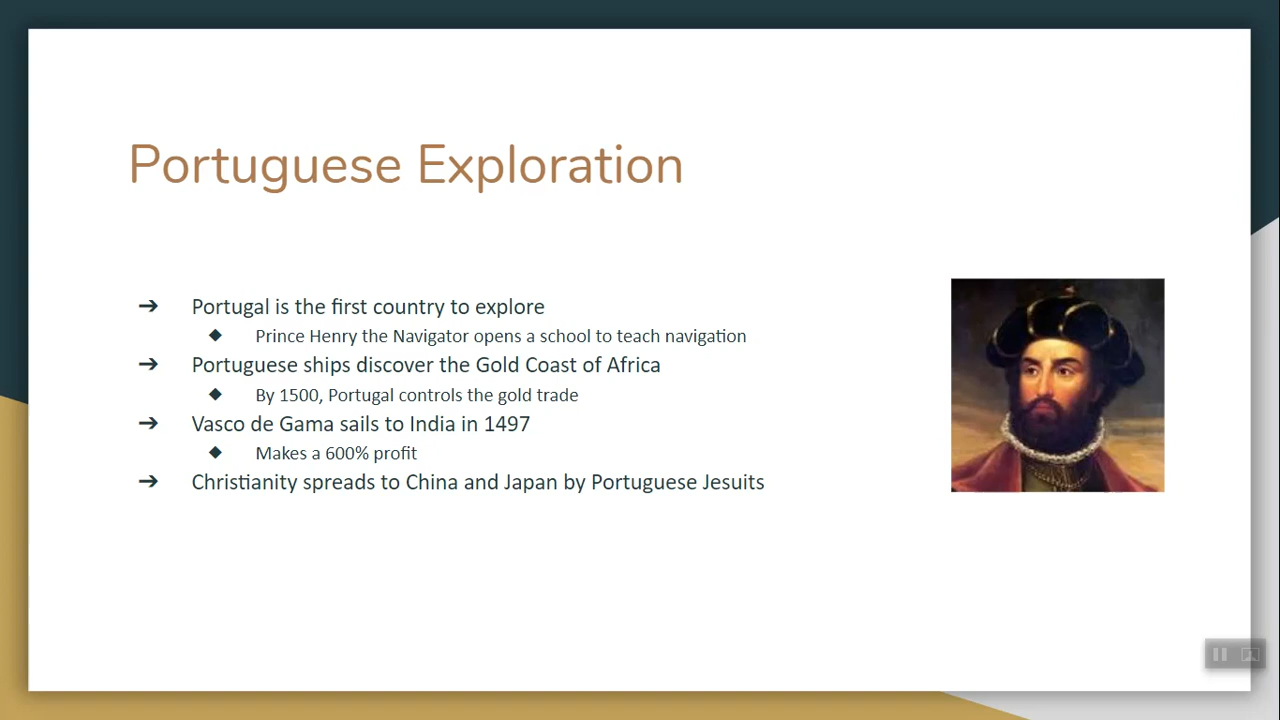 Portuguese Exploration
➔ Portugal is the first country to explore
◆ Prince Henry the Navigator opens a school to teach navigation
➔ Portuguese ships discover the Gold Coast of Africa
◆ By 1500, Portugal controls the gold trade
➔ Vasco de Gama sails to India in 1497
◆ Makes a 600% profit
➔ Christianity spreads to China and Japan by Portuguese Jesuits